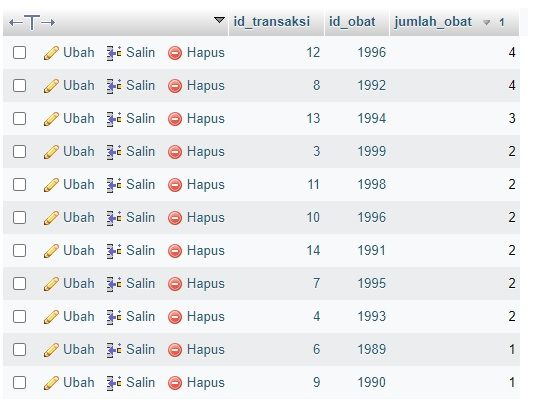 id_transaksi id_obat jumlah_obat 1
Ubah Salin Hapus 12 1996 4
Ubah Salin Hapus 8 1992 4
Ubah Salin Hapus 13 1994 3
Ubah Salin Hapus 3 1999 2
Ubah Salin Hapus 11 1998 2
Ubah Salin Hapus 10 1996 2
Ubah Salin Hapus 14 1991 2
Ubah Salin Hapus 7 1995 2
Ubah Salin Hapus 4 1993 2
Ubah Salin Hapus 6 1989 1
Ubah Salin Hapus 9 1990 1